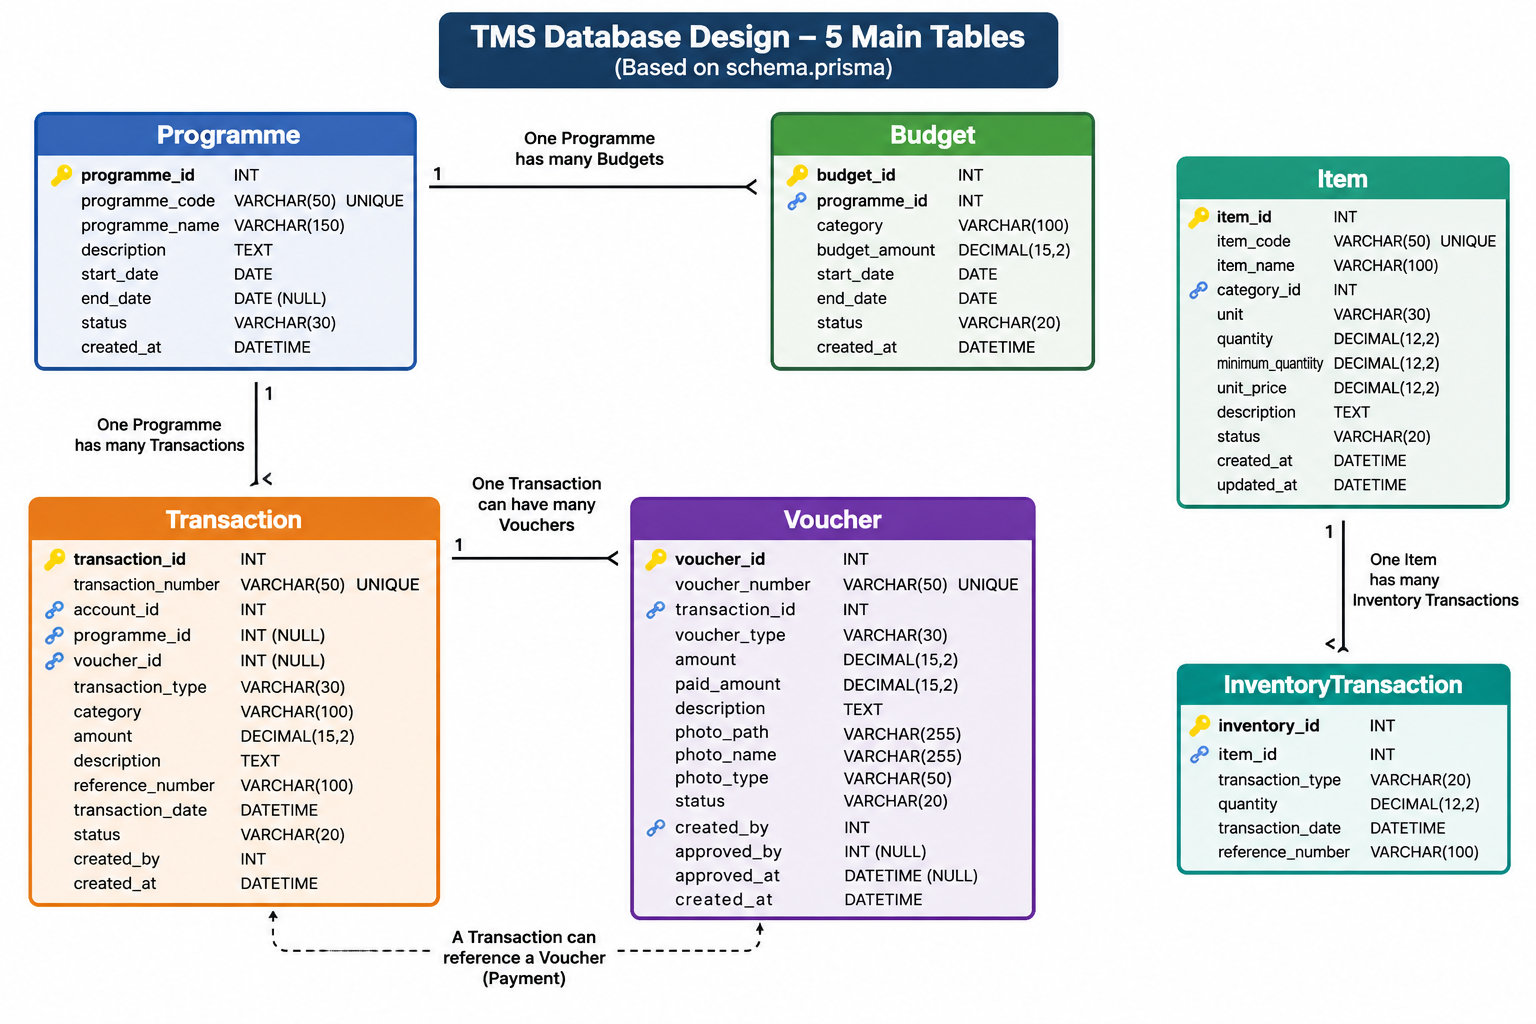 TMS Database Design – 5 Main Tables
(Based on schema.prisma)
Programme
programme_id INT
programme_code VARCHAR(50) UNIQUE
programme_name VARCHAR(150)
description TEXT
start_date DATE
end_date DATE (NULL)
status VARCHAR(30)
created_at DATETIME
1
One Programme
has many Budgets
Budget
budget_id INT
programme_id INT
category VARCHAR(100)
budget_amount DECIMAL(15,2)
start_date DATE
end_date DATE
status VARCHAR(20)
created_at DATETIME
Item
item_id INT
item_code VARCHAR(50) UNIQUE
item_name VARCHAR(100)
category_id INT
unit VARCHAR(30)
quantity DECIMAL(12,2)
minimum_quantiity DECIMAL(12,2)
unit_price DECIMAL(12,2)
description TEXT
status VARCHAR(20)
created_at DATETIME
updated_at DATETIME
1
One Programme
has many Transactions
Transaction
transaction_id INT
transaction_number VARCHAR(50) UNIQUE
account_id INT
programme_id INT (NULL)
voucher_id INT (NULL)
transaction_type VARCHAR(30)
category VARCHAR(100)
amount DECIMAL(15,2)
description TEXT
reference_number VARCHAR(100)
transaction_date DATETIME
status VARCHAR(20)
created_by INT
created_at DATETIME
One Transaction
can have many
Vouchers
1
Voucher
voucher_id INT
voucher_number VARCHAR(50) UNIQUE
transaction_id INT
voucher_type VARCHAR(30)
amount DECIMAL(15,2)
paid_amount DECIMAL(15,2)
description TEXT
photo_path VARCHAR(255)
photo_name VARCHAR(255)
photo_type VARCHAR(50)
status VARCHAR(20)
created_by INT
approved_by INT (NULL)
approved_at DATETIME (NULL)
created_at DATETIME
1
One Item
has many
Inventory Transactions
InventoryTransaction
inventory_id INT
item_id INT
transaction_type VARCHAR(20)
quantity DECIMAL(12,2)
transaction_date DATETIME
reference_number VARCHAR(100)
A Transaction can
reference a Voucher
(Payment)